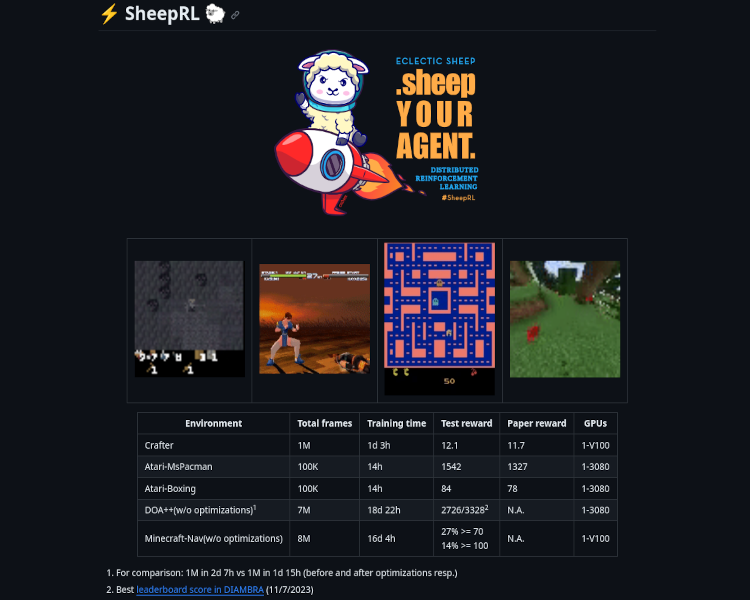 ⚡ SheepRL 🐑
ECLECTIC SHEEP
.sheep
YOUR
AGENT.
DISTRIBUTED
REINFORCEMENT
LEARNING
#SheepRL
50
Environment Total frames Training time Test reward Paper reward GPUs
Crafter 1M 1d 3h 12.1 11.7 1-V100
Atari-MsPacman 100K 14h 1542 1327 1-3080
Atari-Boxing 100K 14h 84 78 1-3080
DOA++(w/o optimizations)¹ 7M 18d 22h 2726/3328² N.A. 1-3080
Minecraft-Nav(w/o optimizations) 8M 16d 4h 27% >= 70 N.A. 1-V100
14% >= 100
1. For comparison: 1M in 2d 7h vs 1M in 1d 15h (before and after optimizations resp.)
2. Best leaderboard score in DIAMBRA (11/7/2023)